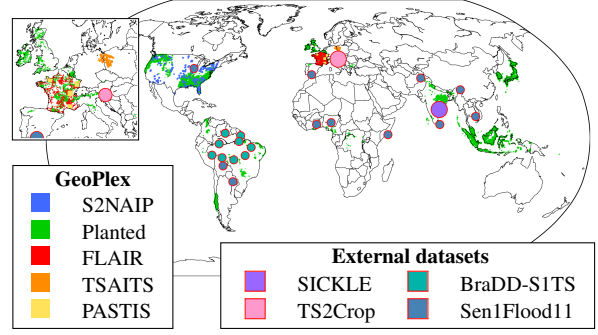 GeoPlex
S2NAIP
Planted
FLAIR
TSAITS
PASTIS
External datasets
SICKLE
BraDD-S1TS
TS2Crop
Sen1Flood11